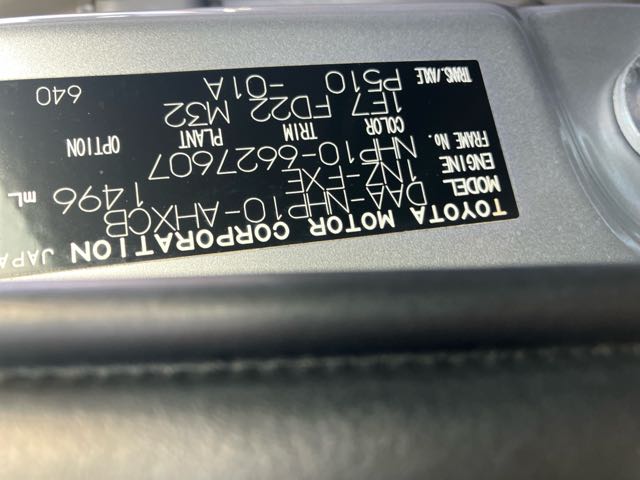 TOYOTA MOTOR CORPORATION JAPA
MODEL DAA-NHP10-AHXCB
ENGINE 1NZ-FXE 1496 mL
FRAME No. NHP10-6627607
COLOR TRIM PLANT OPTION
1E7 FD22 M32
TRANS./AXLE P510 -01A
640